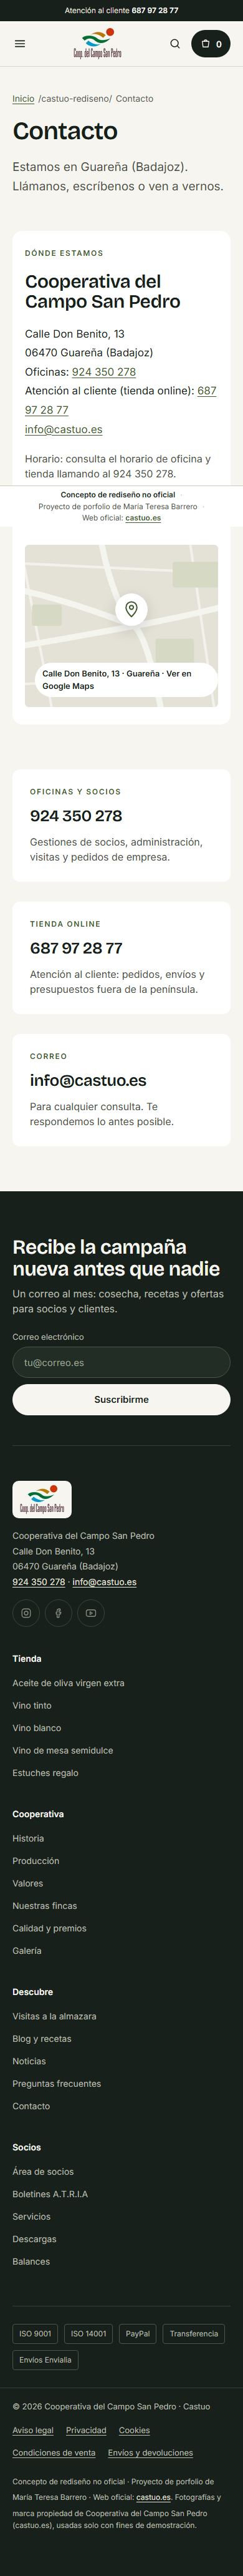 Atención al cliente 687 97 28 77
Coop. del Campo San Pedro
0
Inicio /castuo-rediseno/ Contacto
Contacto
Estamos en Guareña (Badajoz).
Llámanos, escríbenos o ven a vernos.
DÓNDE ESTAMOS
Cooperativa del
Campo San Pedro
Calle Don Benito, 13
06470 Guareña (Badajoz)
Oficinas: 924 350 278
Atención al cliente (tienda online): 687
97 28 77
info@castuo.es
Horario: consulta el horario de oficina y
tienda llamando al 924 350 278.
Concepto de rediseño no oficial ·
Proyecto de porfolio de María Teresa Barrero ·
Web oficial: castuo.es
Calle Don Benito, 13 · Guareña · Ver en
Google Maps
OFICINAS Y SOCIOS
924 350 278
Gestiones de socios, administración,
visitas y pedidos de empresa.
TIENDA ONLINE
687 97 28 77
Atención al cliente: pedidos, envíos y
presupuestos fuera de la península.
CORREO
info@castuo.es
Para cualquier consulta. Te
respondemos lo antes posible.
Recibe la campaña
nueva antes que nadie
Un correo al mes: cosecha, recetas y ofertas
para socios y clientes.
Correo electrónico
tu@correo.es
Suscribirme
Coop. del Campo San Pedro
Cooperativa del Campo San Pedro
Calle Don Benito, 13
06470 Guareña (Badajoz)
924 350 278 · info@castuo.es
Tienda
Aceite de oliva virgen extra
Vino tinto
Vino blanco
Vino de mesa semidulce
Estuches regalo
Cooperativa
Historia
Producción
Valores
Nuestras fincas
Calidad y premios
Galería
Descubre
Visitas a la almazara
Blog y recetas
Noticias
Preguntas frecuentes
Contacto
Socios
Área de socios
Boletines A.T.R.I.A
Servicios
Descargas
Balances
ISO 9001 ISO 14001 PayPal Transferencia
Envíos Envialia
© 2026 Cooperativa del Campo San Pedro · Castuo
Aviso legal Privacidad Cookies
Condiciones de venta Envíos y devoluciones
Concepto de rediseño no oficial · Proyecto de porfolio
de María Teresa Barrero · Web oficial: castuo.es. Fotografías y
marca propiedad de Cooperativa del Campo San Pedro
(castuo.es), usadas solo con fines de demostración.